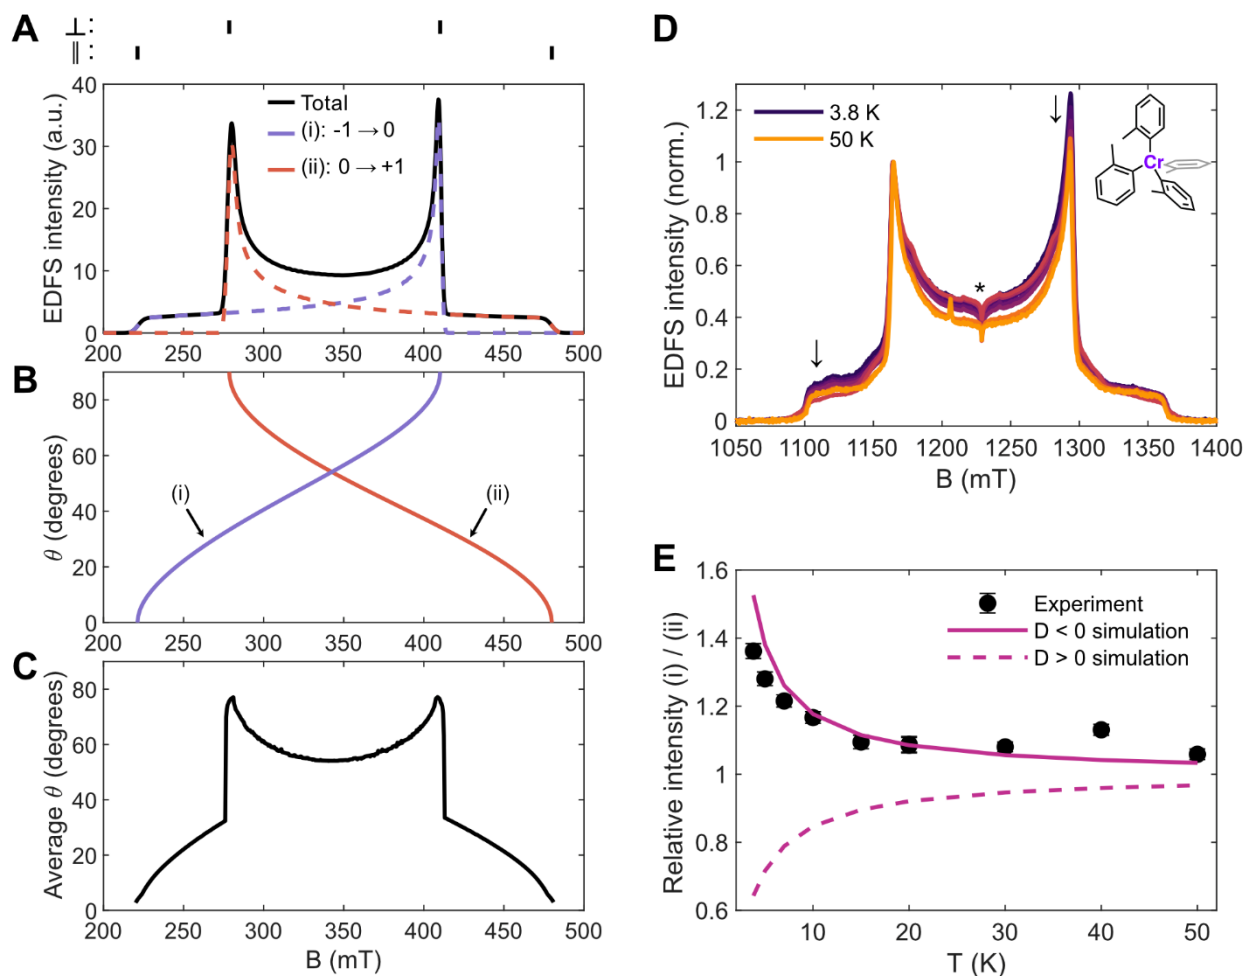 A
⊥ :
∥ :
40
30
20
10
0
EDFS intensity (a.u.)
Total
(i): -1 → 0
(ii): 0 → +1
200 250 300 350 400 450 500
B
80
60
40
20
0
θ (degrees)
(i)
(ii)
200 250 300 350 400 450 500
C
80
60
40
20
0
Average θ (degrees)
200 250 300 350 400 450 500
B (mT)
D
1.2
1
0.8
0.6
0.4
0.2
0
EDFS intensity (norm.)
3.8 K
50 K
↓
↓
*
Cr
1050 1100 1150 1200 1250 1300 1350 1400
B (mT)
E
1.6
1.4
1.2
1
0.8
0.6
Relative intensity (i) / (ii)
Experiment
D < 0 simulation
D > 0 simulation
10 20 30 40 50
T (K)